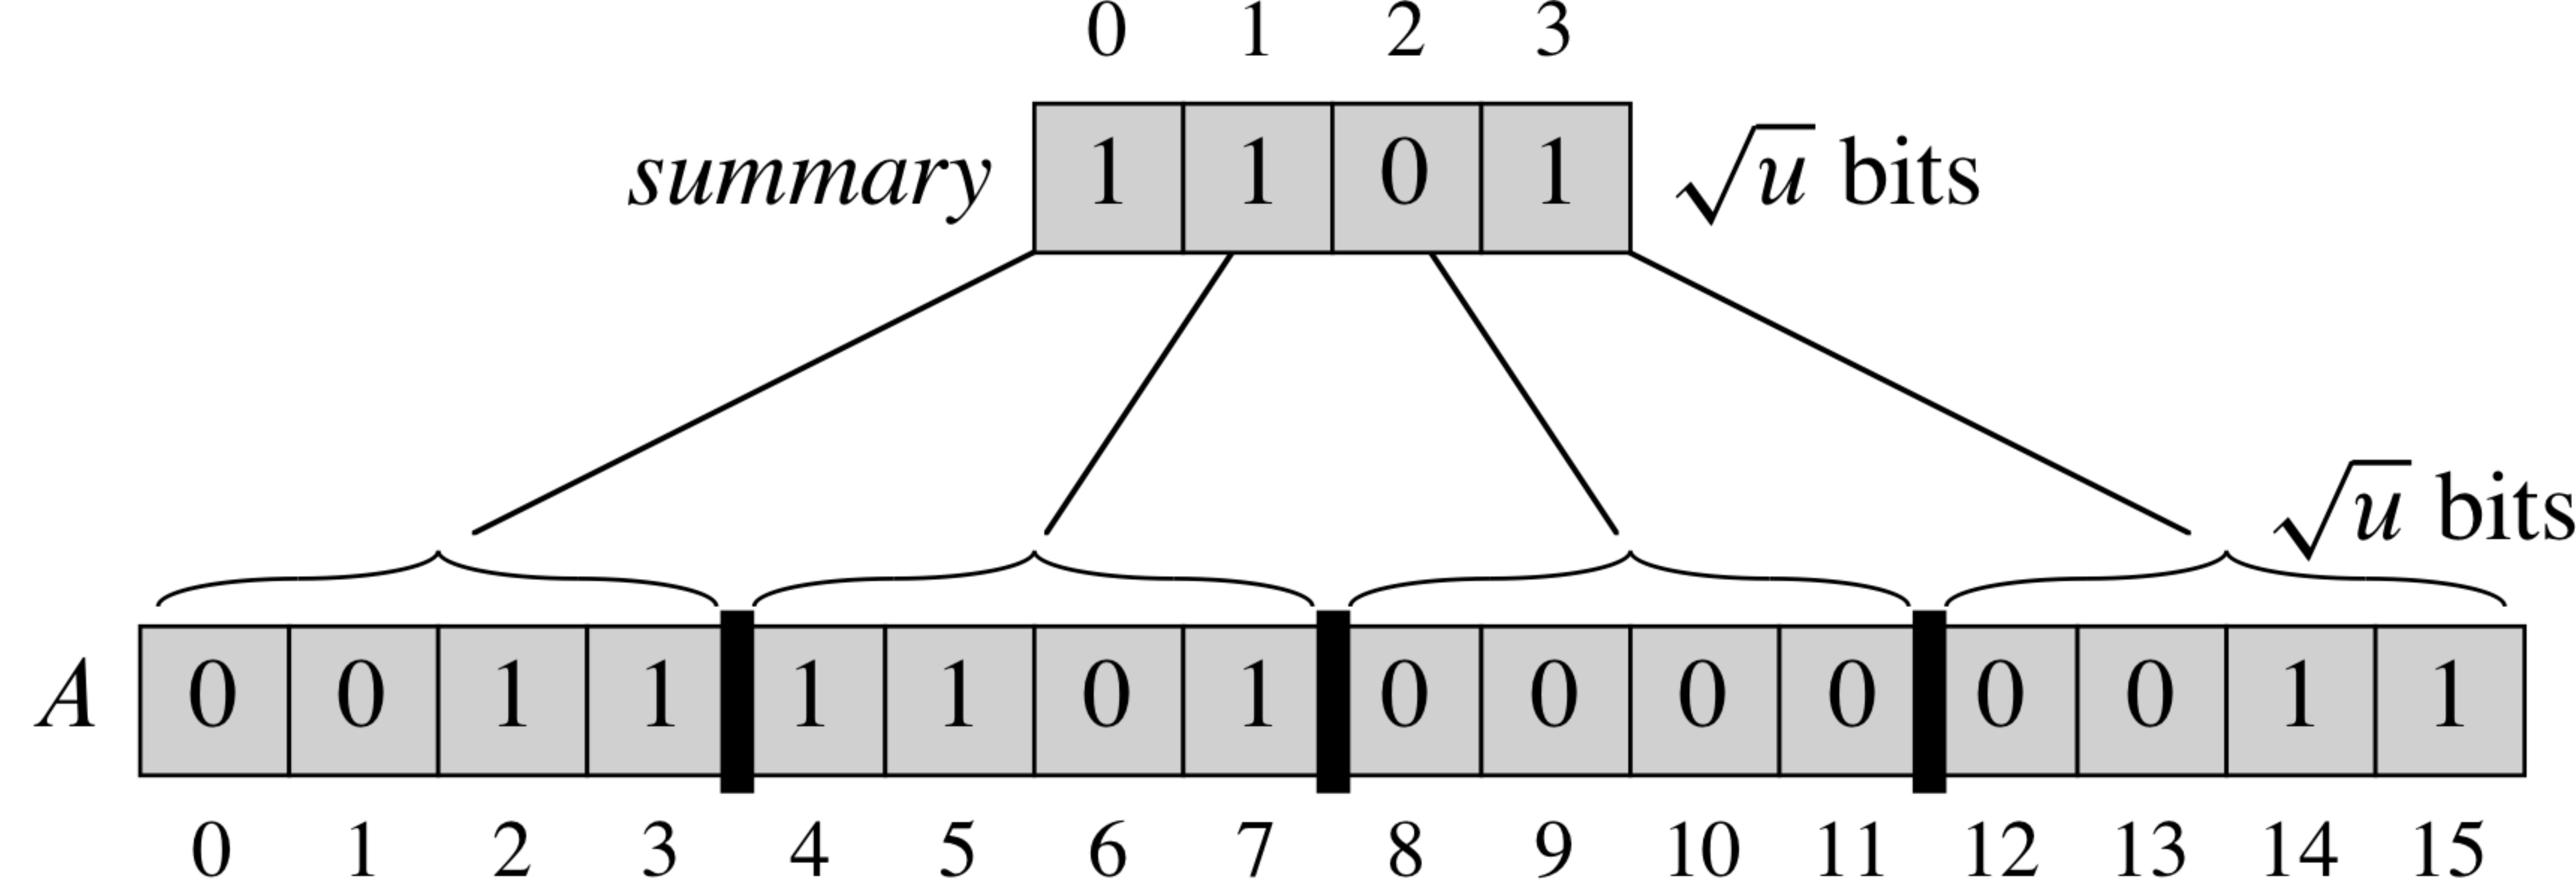 0 1 2 3
summary 1 1 0 1 √u bits
√u bits
A 0 0 1 1 1 1 0 1 0 0 0 0 0 0 1 1
0 1 2 3 4 5 6 7 8 9 10 11 12 13 14 15